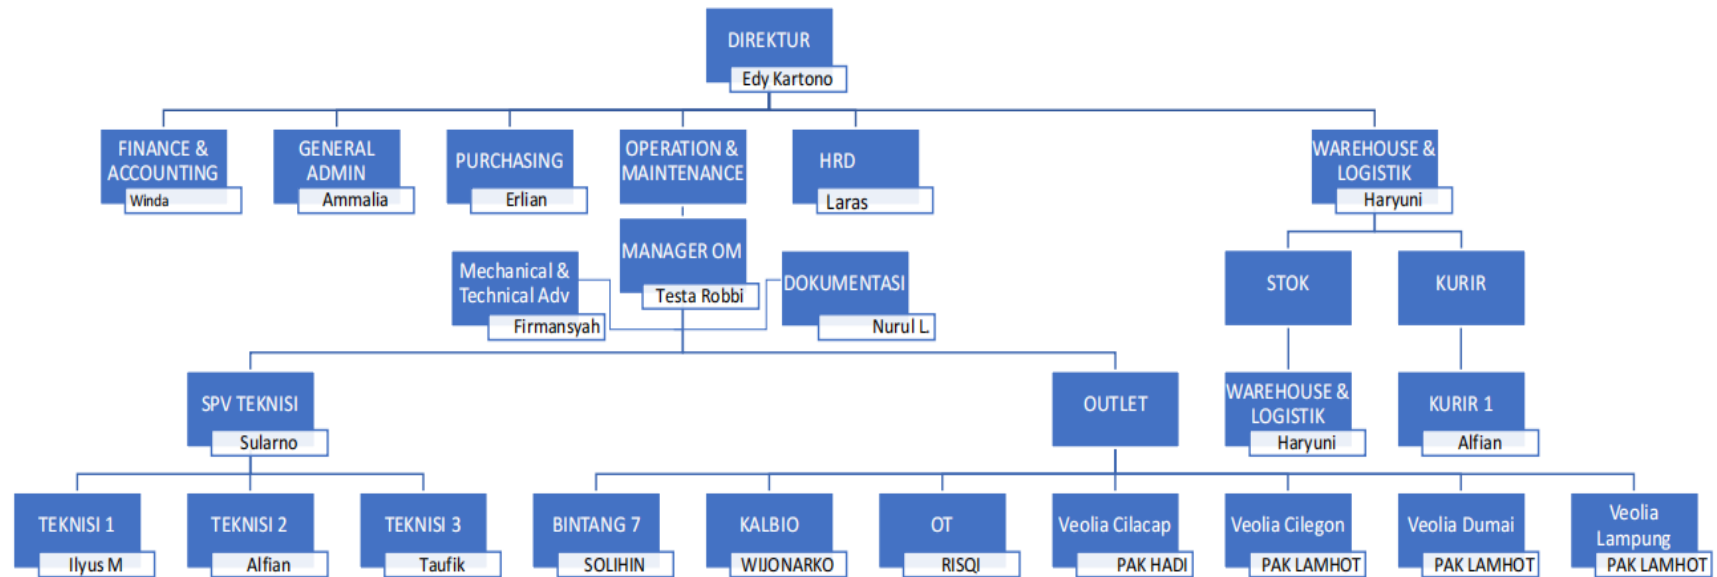 DIREKTUR
Edy Kartono
FINANCE &
ACCOUNTING
Winda
GENERAL
ADMIN
Ammalia
PURCHASING
Erlian
OPERATION &
MAINTENANCE
HRD
Laras
WAREHOUSE &
LOGISTIK
Haryuni
MANAGER OM
Testa Robbi
Mechanical &
Technical Adv
Firmansyah
DOKUMENTASI
Nurul L.
STOK
KURIR
SPV TEKNISI
Sularno
OUTLET
WAREHOUSE &
LOGISTIK
Haryuni
KURIR 1
Alfian
TEKNISI 1
Ilyus M
TEKNISI 2
Alfian
TEKNISI 3
Taufik
BINTANG 7
SOLIHIN
KALBIO
WIJONARKO
OT
RISQI
Veolia Cilacap
PAK HADI
Veolia Cilegon
PAK LAMHOT
Veolia Dumai
PAK LAMHOT
Veolia
Lampung
PAK LAMHOT